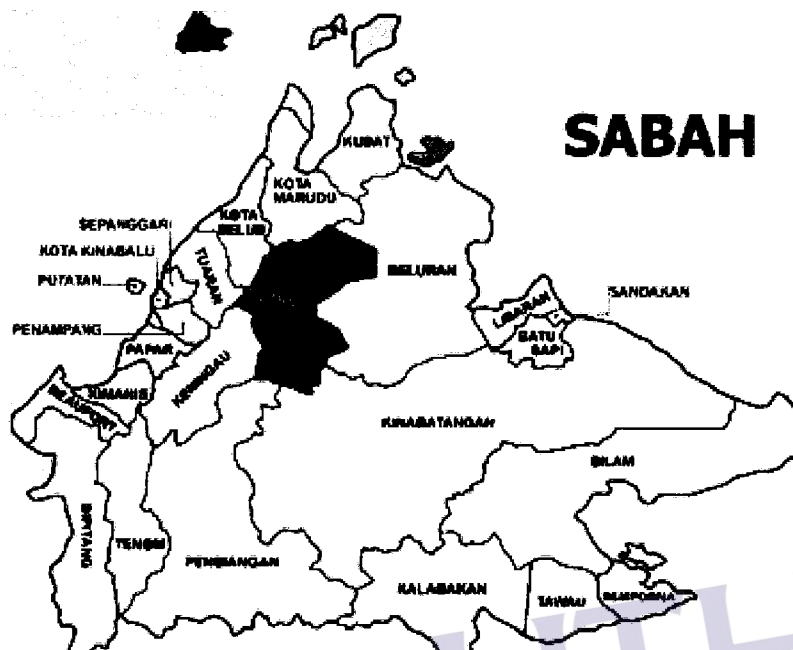 SABAH
KUDAT
KOTA
MARUDU
SEPANGGAR
KOTA
BELUD
KOTA KINABALU
TUARAN
PUTATAN
BELURAN
SANDAKAN
LIBARAN
PENAMPANG
BATU
SAPI
PAPAR
KENINGAU
KIMANIS
BEAUFORT
KINABATANGAN
SILAM
SIPITANG
TENOM
PENSIANGAN
KALABAKAN
TAWAU
SEMPORNA